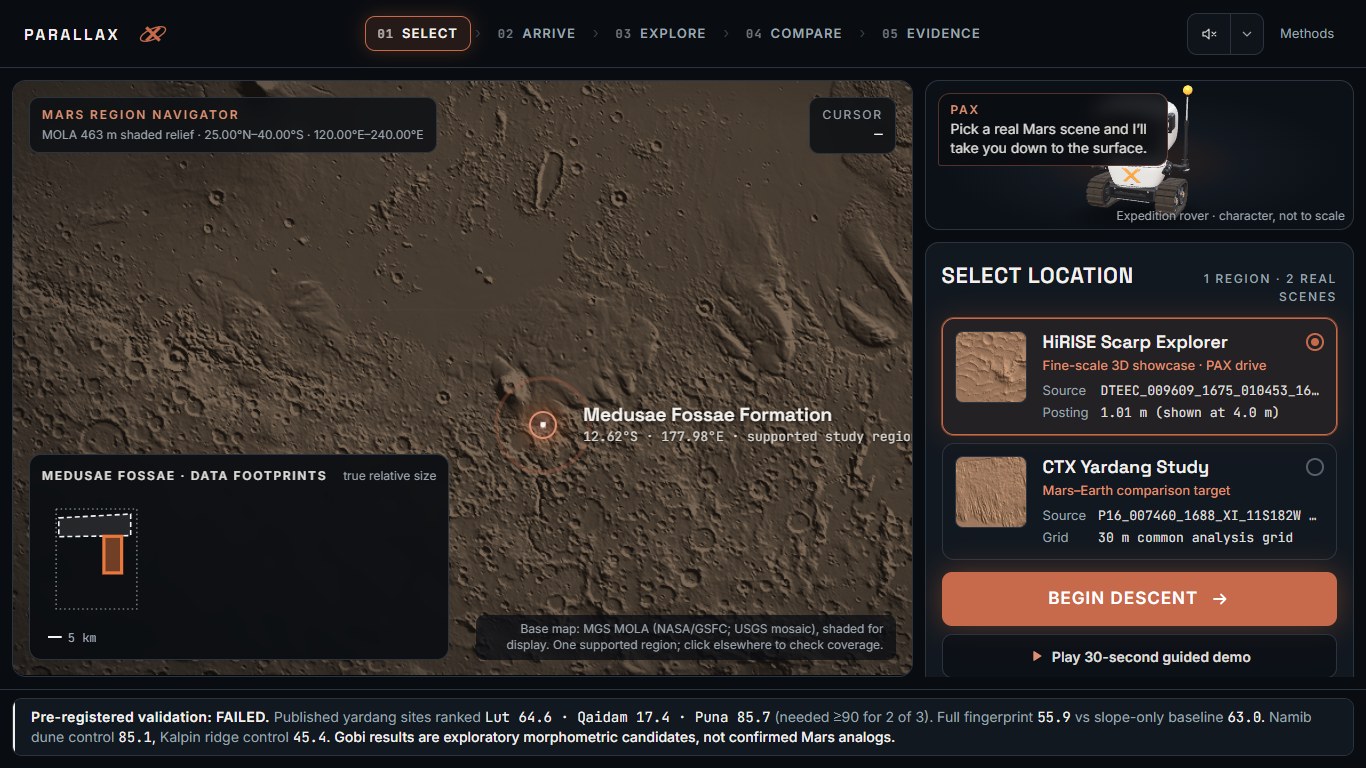 PARALLAX
01 SELECT › 02 ARRIVE › 03 EXPLORE › 04 COMPARE › 05 EVIDENCE
Methods
MARS REGION NAVIGATOR
MOLA 463 m shaded relief · 25.00°N–40.00°S · 120.00°E–240.00°E
CURSOR
—
PAX
Pick a real Mars scene and I'll
take you down to the surface.
Expedition rover · character, not to scale
Medusae Fossae Formation
12.62°S · 177.98°E · supported study regio
MEDUSAE FOSSAE · DATA FOOTPRINTS true relative size
5 km
Base map: MGS MOLA (NASA/GSFC; USGS mosaic), shaded for
display. One supported region; click elsewhere to check coverage.
SELECT LOCATION
1 REGION · 2 REAL
SCENES
HiRISE Scarp Explorer
Fine-scale 3D showcase · PAX drive
Source DTEEC_009609_1675_010453_16…
Posting 1.01 m (shown at 4.0 m)
CTX Yardang Study
Mars–Earth comparison target
Source P16_007460_1688_XI_11S182W …
Grid 30 m common analysis grid
BEGIN DESCENT →
Play 30-second guided demo
Pre-registered validation: FAILED. Published yardang sites ranked Lut 64.6 · Qaidam 17.4 · Puna 85.7 (needed ≥90 for 2 of 3). Full fingerprint 55.9 vs slope-only baseline 63.0. Namib
dune control 85.1, Kalpin ridge control 45.4. Gobi results are exploratory morphometric candidates, not confirmed Mars analogs.